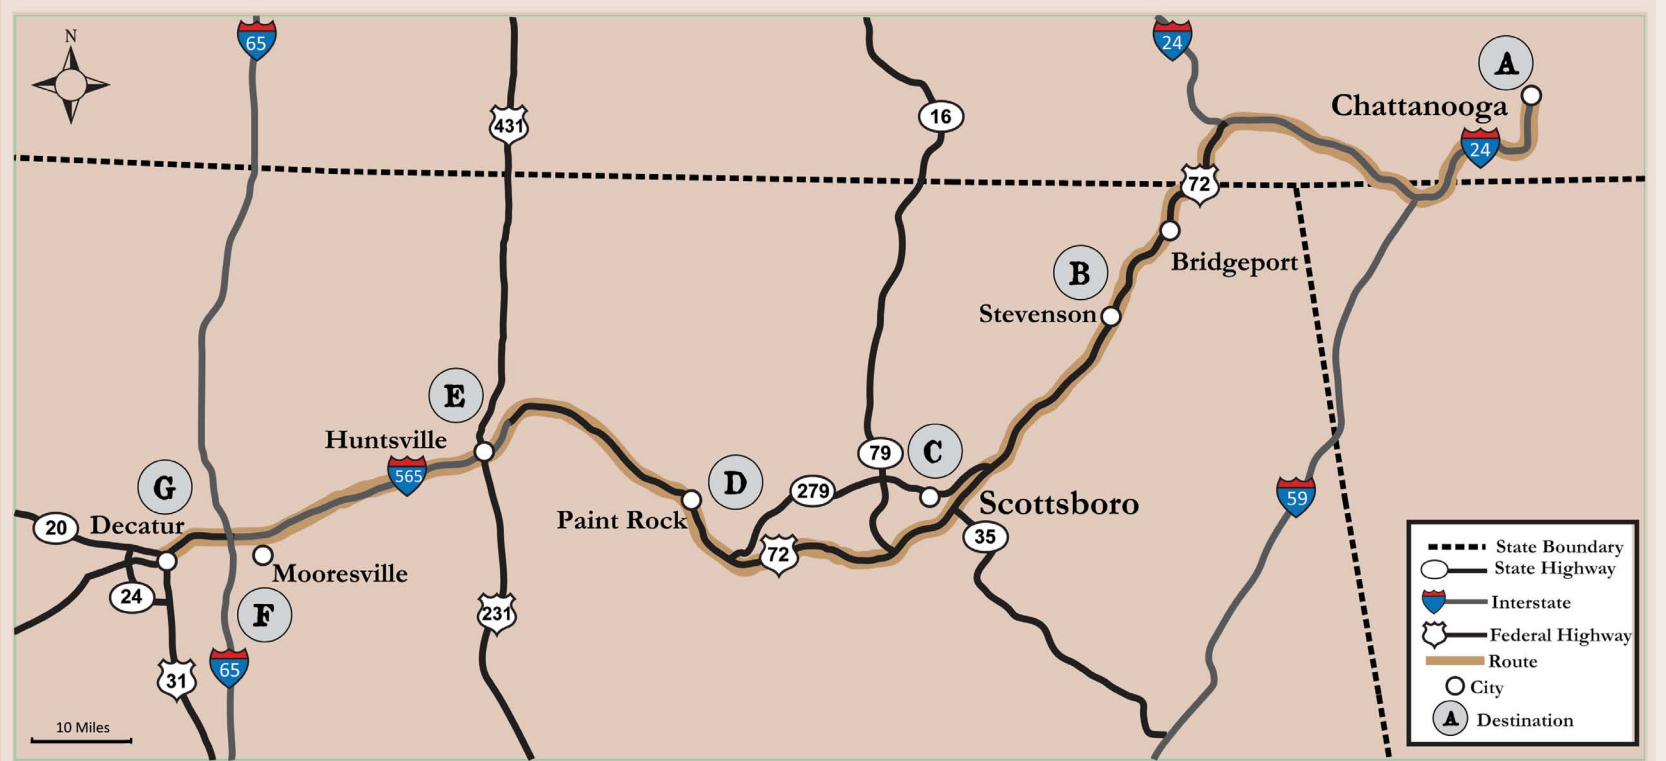 N
65
431
16
24
A
Chattanooga
24
72
Bridgeport
B
Stevenson
E
Huntsville
565
79
C
D
279
Scottsboro
G
Paint Rock
59
20
Decatur
35
72
Mooresville
24
F
231
65
31
10 Miles
State Boundary
State Highway
Interstate
Federal Highway
Route
City
A Destination